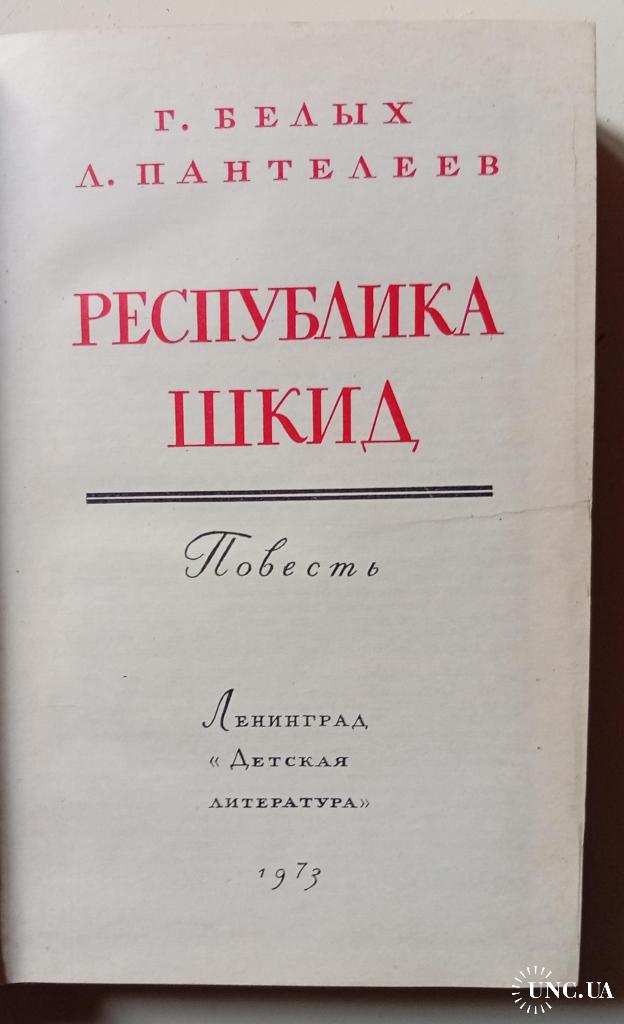 Г. БЕЛЫХ
Л. ПАНТЕЛЕЕВ
РЕСПУБЛИКА
ШКИД
Повесть
ЛЕНИНГРАД
«ДЕТСКАЯ
ЛИТЕРАТУРА»
1973
UNC.UA